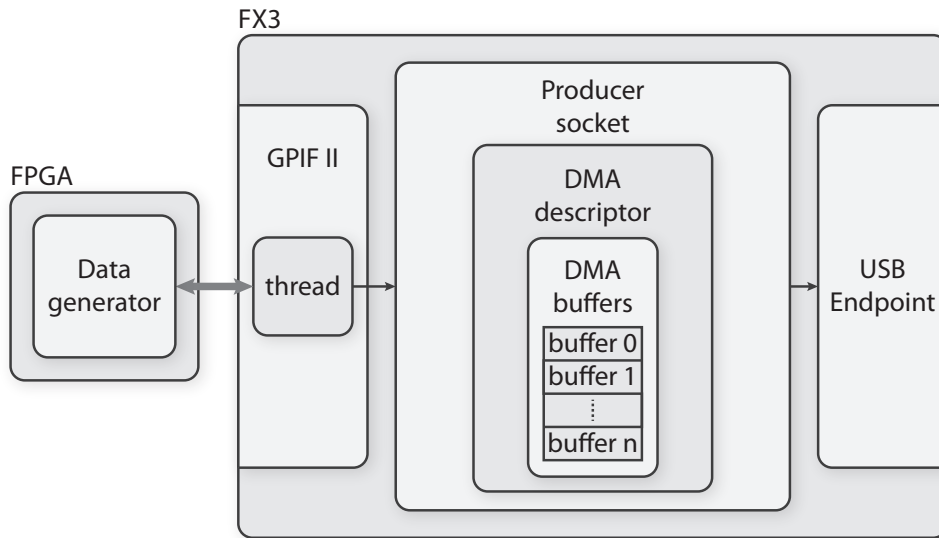 FX3
Producer
socket
GPIF II
FPGA
DMA
descriptor
Data
generator
thread
DMA
buffers
USB
Endpoint
buffer 0
buffer 1
buffer n